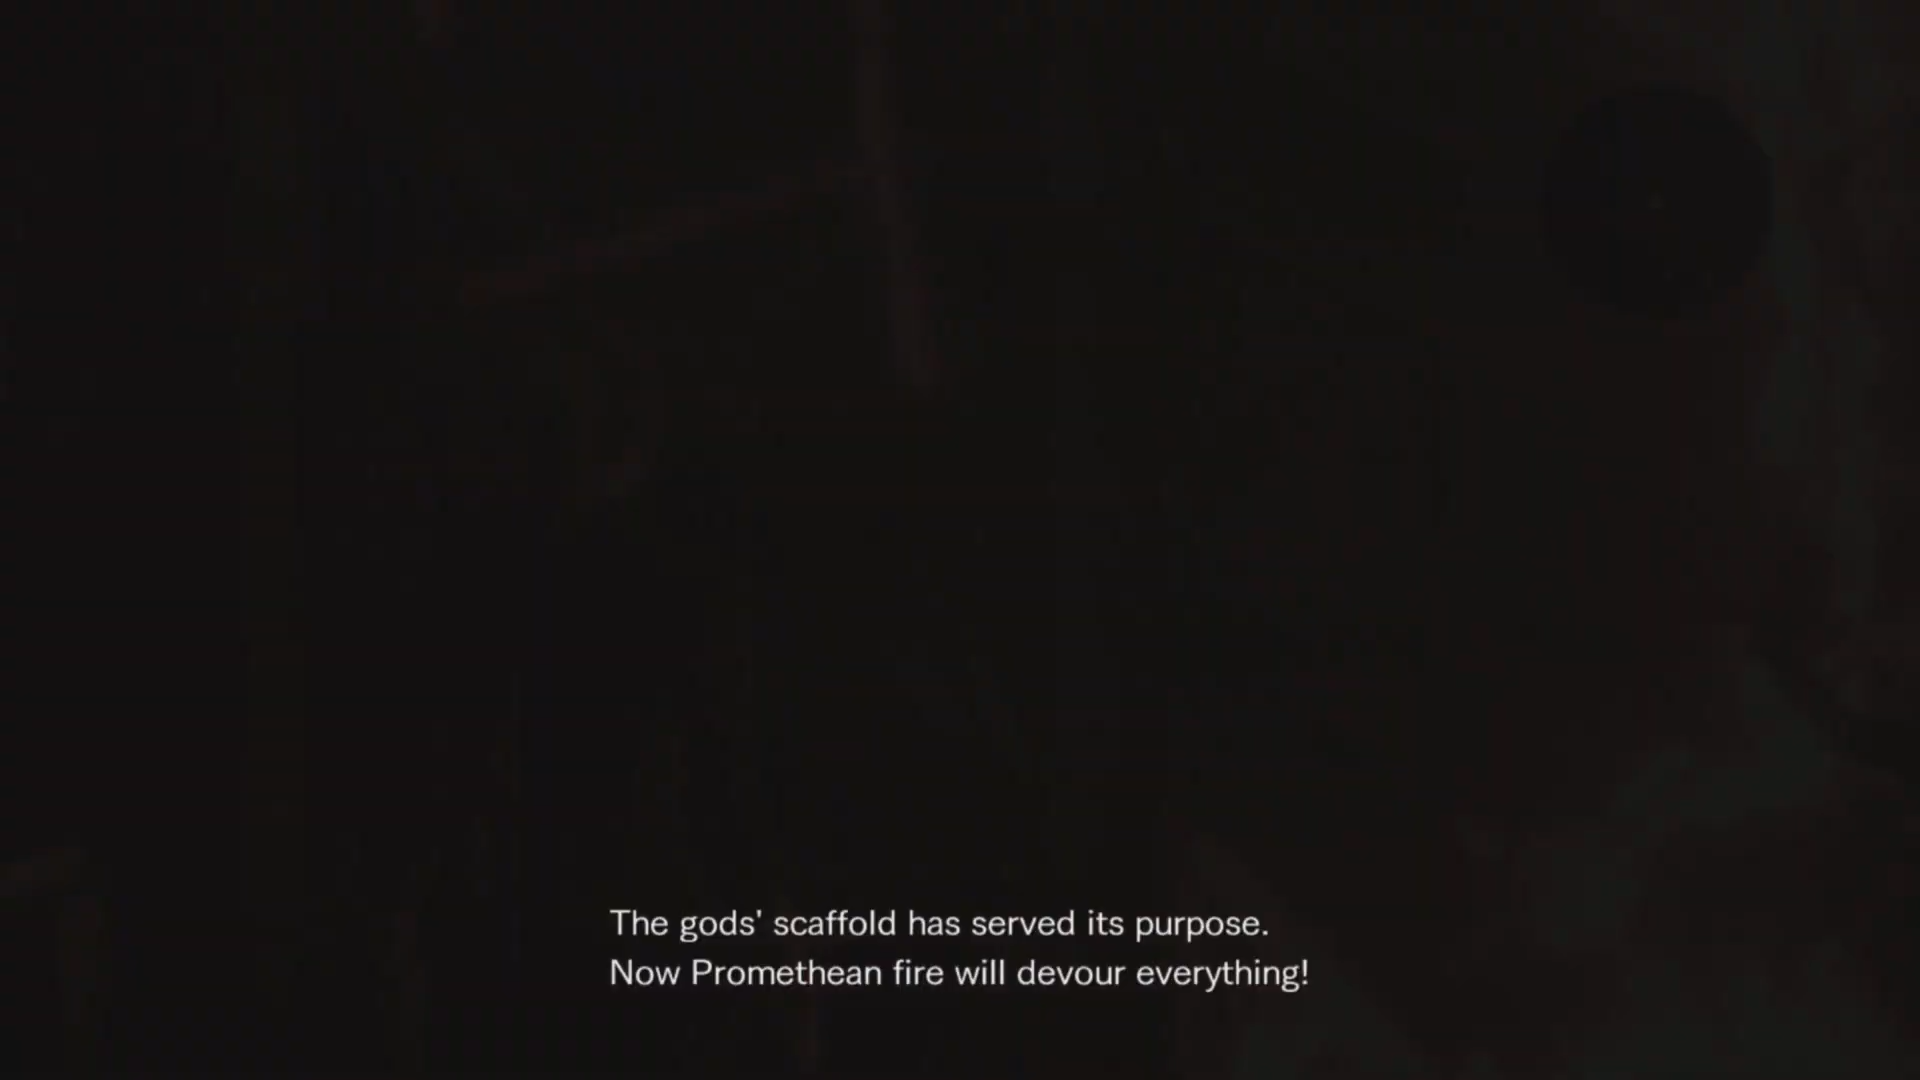 The gods' scaffold has served its purpose.
Now Promethean fire will devour everything!